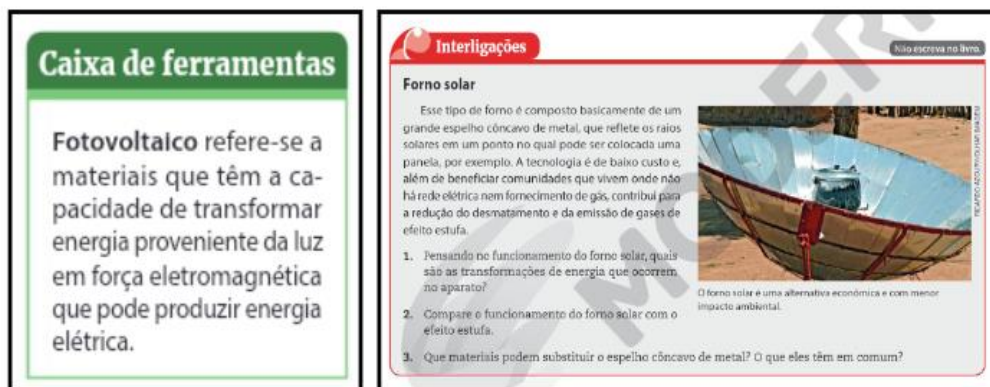 Caixa de ferramentas
Fotovoltaico refere-se a
materiais que têm a ca-
pacidade de transformar
energia proveniente da luz
em força eletromagnética
que pode produzir energia
elétrica.
Interligações
Não escreva no livro.
Forno solar
Esse tipo de forno é composto basicamente de um
grande espelho côncavo de metal, que reflete os raios
solares em um ponto no qual pode ser colocada uma
panela, por exemplo. A tecnologia é de baixo custo e,
além de beneficiar comunidades que vivem onde não
há rede elétrica nem fornecimento de gás, contribui para
a redução do desmatamento e da emissão de gases de
efeito estufa.
1. Pensando no funcionamento do forno solar, quais
são as transformações de energia que ocorrem
no aparato?
2. Compare o funcionamento do forno solar com o
efeito estufa.
O forno solar é uma alternativa econômica e com menor
impacto ambiental.
3. Que materiais podem substituir o espelho côncavo de metal? O que eles têm em comum?